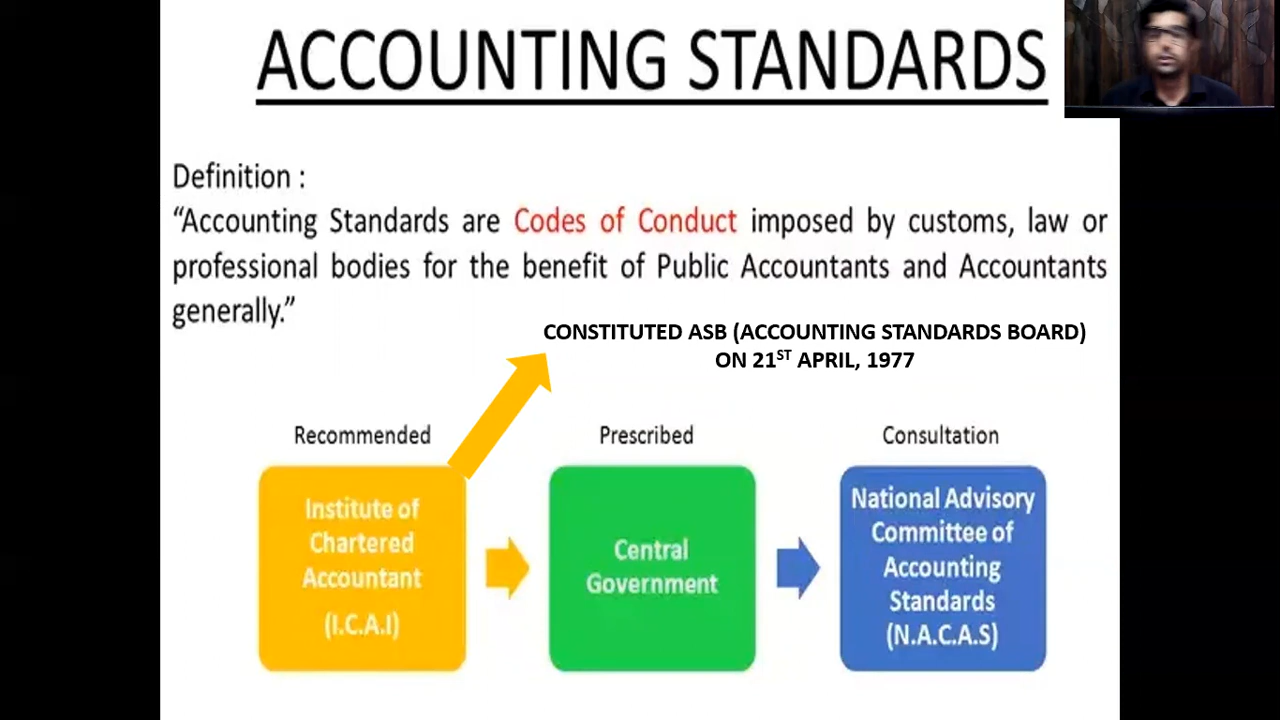 ACCOUNTING STANDARDS
Definition :
“Accounting Standards are Codes of Conduct imposed by customs, law or
professional bodies for the benefit of Public Accountants and Accountants
generally.”
CONSTITUTED ASB (ACCOUNTING STANDARDS BOARD)
ON 21ST APRIL, 1977
Recommended
Institute of
Chartered
Accountant
(I.C.A.I)
Prescribed
Central
Government
Consultation
National Advisory
Committee of
Accounting
Standards
(N.A.C.A.S)